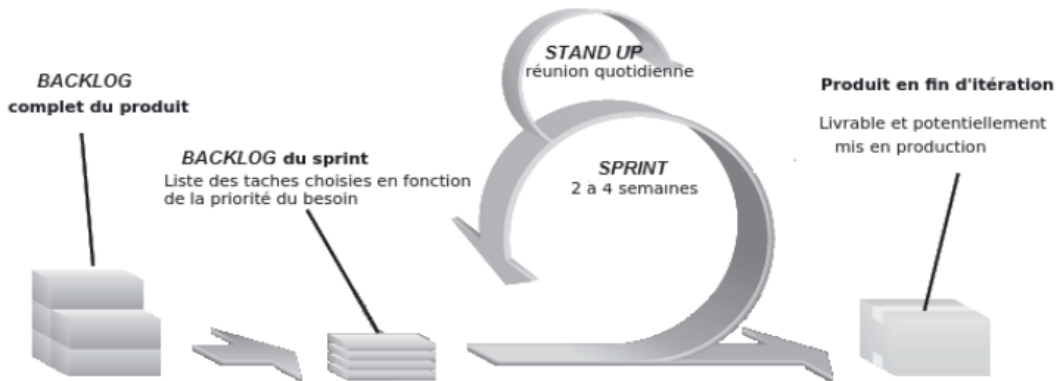 BACKLOG
complet du produit
BACKLOG du sprint
Liste des taches choisies en fonction
de la priorité du besoin
STAND UP
réunion quotidienne
SPRINT
2 à 4 semaines
Produit en fin d'itération
Livrable et potentiellement
mis en production